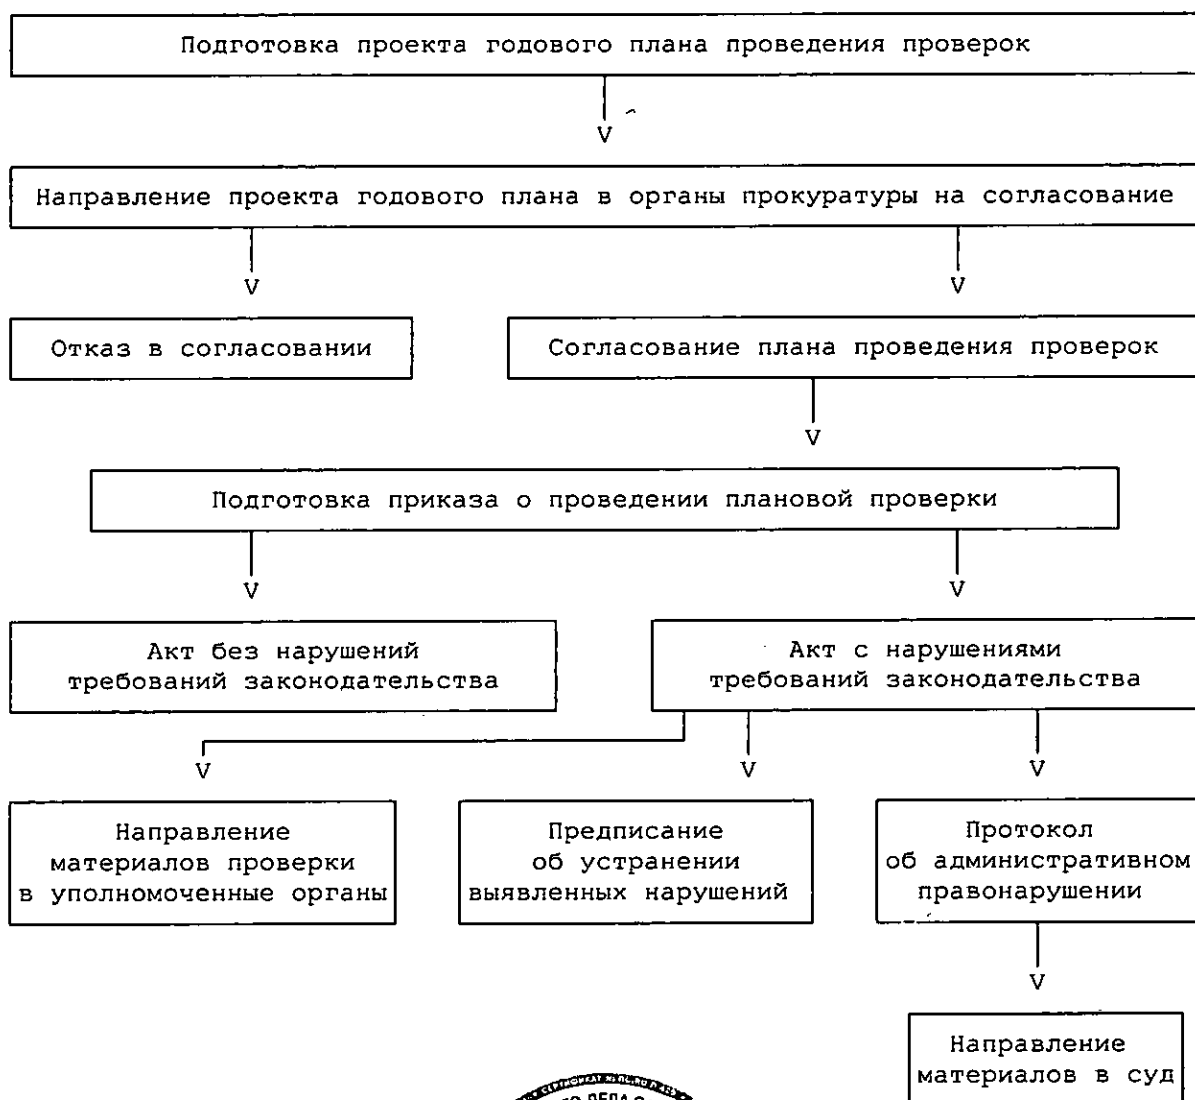 Подготовка проекта годового плана проведения проверок
V
Направление проекта годового плана в органы прокуратуры на согласование
V
V
Отказ в согласовании
Согласование плана проведения проверок
V
Подготовка приказа о проведении плановой проверки
V
V
Акт без нарушений
требований законодательства
Акт с нарушениями
требований законодательства
V
V
V
Направление
материалов проверки
в уполномоченные органы
Предписание
об устранении
выявленных нарушений
Протокол
об административном
правонарушении
V
Направление
материалов в суд